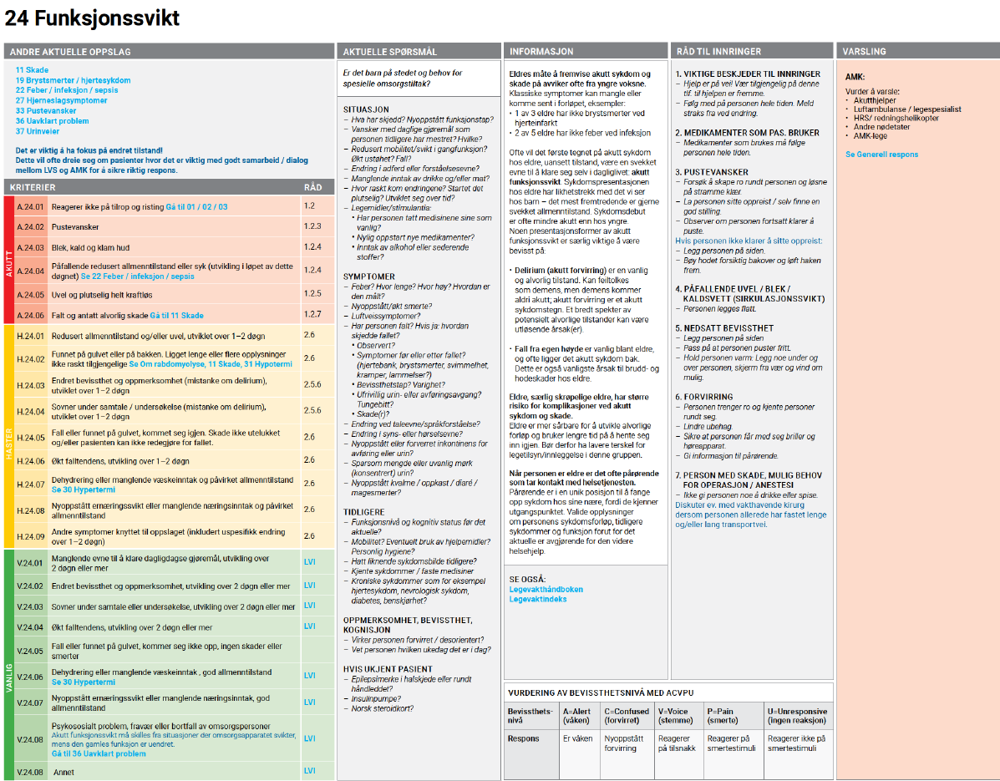 24 Funksjonssvikt
ANDRE AKTUELLE OPPSLAG
11 Skade
19 Brystsmerter / hjertesykdom
22 Feber / infeksjon / sepsis
27 Hjerneslagsymptomer
33 Pustevansker
36 Uavklart problem
37 Urinveier
Det er viktig å ha fokus på endret tilstand!
Dette vil ofte dreie seg om pasienter hvor det er viktig med godt samarbeid / dialog
mellom LVS og AMK for å sikre riktig respons.
KRITERIER RÅD
AKUTT
A.24.01 Reagerer ikke på tilrop og risting Gå til 01 / 02 / 03 1.2
A.24.02 Pustevansker 1.2.3
A.24.03 Blek, kald og klam hud 1.2.4
A.24.04 Påfallende redusert allmenntilstand eller syk (utvikling i løpet av dette
døgnet) Se 22 Feber / infeksjon / sepsis 1.2.4
A.24.05 Uvel og plutselig helt kraftløs 1.2.5
A.24.06 Falt og antatt alvorlig skade Gå til 11 Skade 1.2.7
HASTER
H.24.01 Redusert allmenntilstand og/eller uvel, utviklet over 1–2 døgn 2.6
H.24.02 Funnet på gulvet eller på bakken. Ligget lenge eller flere opplysninger
ikke raskt tilgjengelige Se Om rabdomyolyse, 11 Skade, 31 Hypotermi 2.6
H.24.03 Endret bevissthet og oppmerksomhet (mistanke om delirium),
utviklet over 1–2 døgn 2.5.6
H.24.04 Sovner under samtale / undersøkelse (mistanke om delirium),
utviklet over 1–2 døgn 2.5.6
H.24.05 Fall eller funnet på gulvet, kommet seg igjen. Skade ikke utelukket
og/eller pasienten kan ikke redegjøre for fallet. 2.6
H.24.06 Økt falltendens, utvikling over 1–2 døgn 2.6
H.24.07 Dehydrering eller manglende væskeinntak og påvirket allmenntilstand
Se 30 Hypertermi 2.6
H.24.08 Nyoppstått ernæringssvikt eller manglende næringsinntak og påvirket
allmenntilstand 2.6
H.24.09 Andre symptomer knyttet til oppslaget (inkludert uspesifikk endring
over 1–2 døgn) 2.6
VANLIG
V.24.01 Manglende evne til å klare dagligdagse gjøremål, utvikling over
2 døgn eller mer LVI
V.24.02 Endret bevissthet og oppmerksomhet, utvikling over 2 døgn eller mer LVI
V.24.03 Sovner under samtale eller undersøkelse, utvikling over 2 døgn eller mer LVI
V.24.04 Økt falltendens, utvikling over 2 døgn eller mer LVI
V.24.05 Fall eller funnet på gulvet, kommer seg ikke opp, ingen skader eller
smerter
V.24.06 Dehydrering eller manglende væskeinntak , god allmenntilstand
Se 30 Hypertermi LVI
V.24.07 Nyoppstått ernæringssvikt eller manglende næringsinntak, god
allmenntilstand LVI
V.24.08 Psykososialt problem, fravær eller bortfall av omsorgspersoner
Akutt funksjonssvikt må skilles fra situasjoner der omsorgsapparatet svikter,
mens den gamles funksjon er uendret.
Gå til 36 Uavklart problem LVI
V.24.08 Annet LVI
AKTUELLE SPØRSMÅL
Er det barn på stedet og behov for
spesielle omsorgstiltak?
SITUASJON
– Hva har skjedd? Nyoppstått funksjonstap?
– Vansker med daglige gjøremål som
personen tidligere har mestret? Hvilke?
– Redusert mobilitet/svikt i gangfunksjon?
Økt ustøhet? Fall?
– Endring i adferd eller forståelsesevne?
– Manglende inntak av drikke og/eller mat?
– Hvor raskt kom endringene? Startet det
plutselig? Utviklet seg over tid?
– Legemidler/stimulantia:
• Har personen tatt medisinene sine som
vanlig?
• Nylig oppstart nye medikamenter?
• Inntak av alkohol eller sederende
stoffer?
SYMPTOMER
– Feber? Hvor lenge? Hvor høy? Hvordan er
den målt?
– Nyoppstått/økt smerte?
– Luftveissymptomer?
– Har personen falt? Hvis ja: hvordan
skjedde fallet?
• Observert?
• Symptomer før eller etter fallet?
(hjertebank, brystsmerter, svimmelhet,
kramper, lammelser?)
• Bevissthetstap? Varighet?
• Ufrivillig urin- eller avføringsavgang?
Tungebitt?
• Skade(r)?
– Endring ved taleevne/språkforståelse?
– Endring i syns- eller hørselsevne?
– Nyoppstått eller forverret inkontinens for
avføring eller urin?
– Sparsom mengde eller uvanlig mørk
(konsentrert) urin?
– Nyoppstått kvalme / oppkast / diaré /
magesmerter?
TIDLIGERE
– Funksjonsnivå og kognitiv status før det
aktuelle?
– Mobilitet? Eventuelt bruk av hjelpemidler?
Personlig hygiene?
– Hatt liknende sykdomsbilde tidligere?
– Kjente sykdommer / faste medisiner
– Kroniske sykdommer som for eksempel
hjertesykdom, nevrologisk sykdom,
diabetes, benskjørhet?
OPPMERKSOMHET, BEVISSTHET,
KOGNISJON
– Virker personen forvirret / desorientert?
– Vet personen hvilken ukedag det er i dag?
HVIS UKJENT PASIENT
– Epilepsimerke i halskjede eller rundt
håndleddet?
– Insulinpumpe?
– Norsk steroidkort?
INFORMASJON
Eldres måte å fremvise akutt sykdom og
skade på avviker ofte fra yngre voksne.
Klassiske symptomer kan mangle eller
komme sent i forløpet, eksempler:
• 1 av 3 eldre har ikke brystsmerter ved
hjerteinfarkt
• 2 av 5 eldre har ikke feber ved infeksjon
Ofte vil det første tegnet på akutt sykdom
hos eldre, uansett tilstand, være en svekket
evne til å klare seg selv i dagliglivet: akutt
funksjonssvikt. Sykdomspresentasjonen
hos eldre har likhetstrekk med det vi ser
hos barn – det mest fremtredende er gjerne
svekket allmenntilstand. Sykdomsdebut
er ofte mindre akutt enn hos yngre.
Noen presentasjonsformer av akutt
funksjonssvikt er særlig viktige å være
bevisst på:
• Delirium (akutt forvirring) er en vanlig
og alvorlig tilstand. Kan feiltolkes
som demens, men demens kommer
aldri akutt; akutt forvirring er et akutt
sykdomstegn. Et bredt spekter av
potensielt alvorlige tilstander kan være
utløsende årsak(er).
• Fall fra egen høyde er vanlig blant eldre,
og ofte ligger det akutt sykdom bak.
Dette er også vanligste årsak til brudd- og
hodeskader hos eldre.
Eldre, særlig skrøpelige eldre, har større
risiko for komplikasjoner ved akutt
sykdom og skade.
Eldre er mer sårbare for å utvikle alvorlige
forløp og bruker lengre tid på å hente seg
inn igjen. Bør derfor ha lavere terskel for
legetilsyn/innleggelse i denne gruppen.
Når personen er eldre er det ofte pårørende
som tar kontakt med helsetjenesten.
Pårørende er i en unik posisjon til å fange
opp sykdom hos sine nære, fordi de kjenner
utgangspunktet. Valide opplysninger
om personens sykdomsforløp, tidligere
sykdommer og funksjon forut for det
aktuelle er avgjørende for den videre
helsehjelp.
SE OGSÅ:
Legevakthåndboken
Legevaktindeks
RÅD TIL INNRINGER
1. VIKTIGE BESKJEDER TIL INNRINGER
– Hjelp er på vei! Vær tilgjengelig på denne
tlf. til hjelpen er fremme.
– Følg med på personen hele tiden. Meld
straks fra ved endring.
2. MEDIKAMENTER SOM PAS. BRUKER
– Medikamenter som brukes må følge
personen hele tiden.
3. PUSTEVANSKER
– Forsøk å skape ro rundt personen og løsne
på stramme klær.
– La personen sitte oppreist / selv finne en
god stilling.
– Observer om personen fortsatt klarer å
puste.
Hvis personen ikke klarer å sitte oppreist:
– Legg personen på siden.
– Bøy hodet forsiktig bakover og løft haken
frem.
4. PÅFALLENDE UVEL / BLEK /
KALDSVETT (SIRKULASJONSSVIKT)
– Personen legges flatt.
5. NEDSATT BEVISSTHET
– Legg personen på siden
– Pass på at personen puster fritt.
– Hold personen varm: Legg noe under og
over personen, skjerm fra vær og vind om
mulig.
6. FORVIRRING
– Personen trenger ro og kjente personer
rundt seg.
– Lindre ubehag.
– Sikre at personen får med seg briller og
høreapparat.
– Gi informasjon til pårørende.
7. PERSON MED SKADE, MULIG BEHOV
FOR OPERASJON / ANESTESI
– Ikke gi personen noe å drikke eller spise.
Diskuter ev. med vakthavende kirurg
dersom personen allerede har fastet lenge
og/eller lang transportvei.
VURDERING AV BEVISSTHETSNIVÅ MED ACVPU
Bevissthets-
nivå
A=Alert
(våken)
C=Confused
(forvirret)
V=Voice
(stemme)
P=Pain
(smerte)
U=Unresponsive
(ingen reaksjon)
Respons
Er våken
Nyoppstått
forvirring
Reagerer
på tilsnakk
Reagerer på
smertestimuli
Reagerer ikke på
smertestimuli
VARSLING
AMK:
Vurder å varsle:
• Akutthjelper
• Luftambulanse / legespesialist
• HRS/ redningshelikopter
• Andre nødetater
• AMK-lege
Se Generell respons